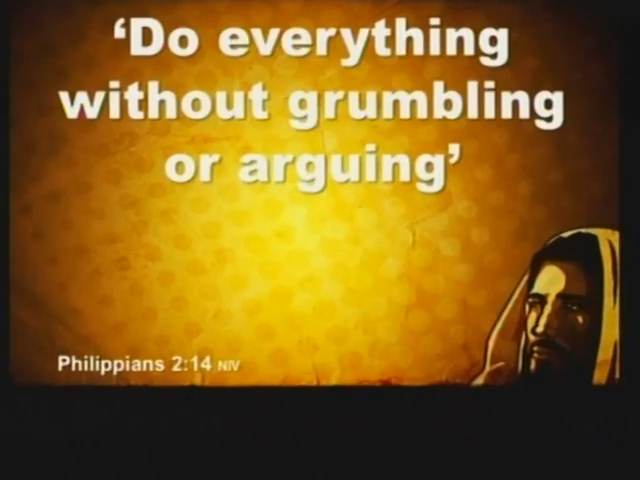 ‘Do everything
without grumbling
or arguing’
Philippians 2:14 NIV